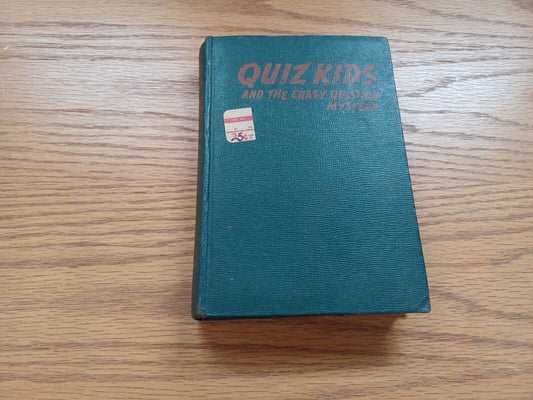 QUIZ KIDS
AND THE CRAZY QUESTION
MYSTERY
25¢